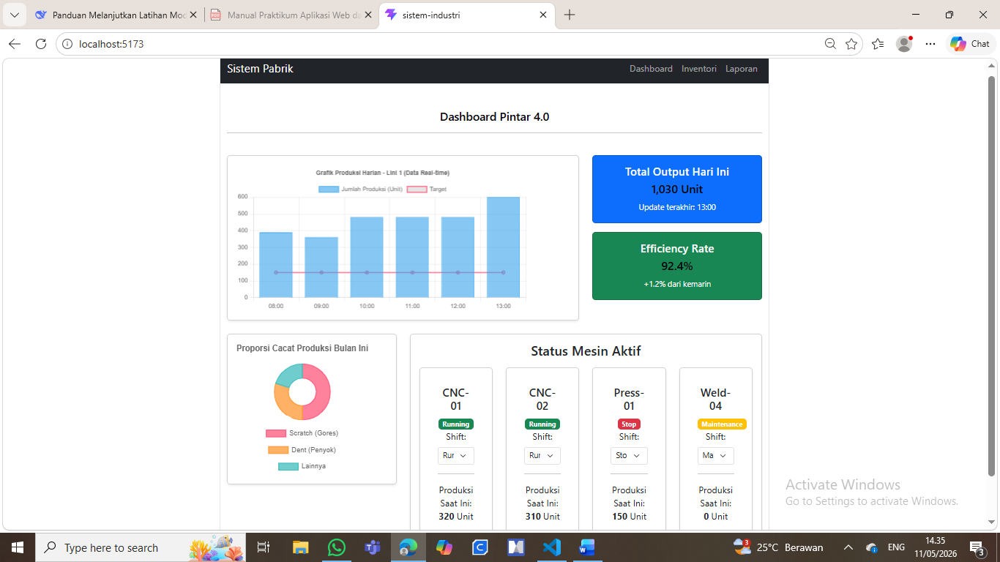 Panduan Melanjutkan Latihan Mod
Manual Praktikum Aplikasi Web da
sistem-industri
localhost:5173
Chat
Sistem Pabrik
Dashboard
Inventori
Laporan
Dashboard Pintar 4.0
Grafik Produksi Harian - Lini 1 (Data Real-time)
Jumlah Produksi (Unit)
Target
600
500
400
300
200
100
0
08:00
09:00
10:00
11:00
12:00
13:00
Total Output Hari Ini
1,030 Unit
Update terakhir: 13:00
Efficiency Rate
92.4%
+1.2% dari kemarin
Proporsi Cacat Produksi Bulan Ini
Scratch (Gores)
Dent (Penyok)
Lainnya
Status Mesin Aktif
CNC-
01
Running
Shift:
Rur
Produksi
Saat Ini:
320 Unit
CNC-
02
Running
Shift:
Rur
Produksi
Saat Ini:
310 Unit
Press-
01
Stop
Shift:
Sto
Produksi
Saat Ini:
150 Unit
Weld-
04
Maintenance
Shift:
Ma
Produksi
Saat Ini:
0 Unit
Activate Windows
Go to Settings to activate Windows.
Type here to search
3
25°C Berawan
ENG
14.35
11/05/2026
3